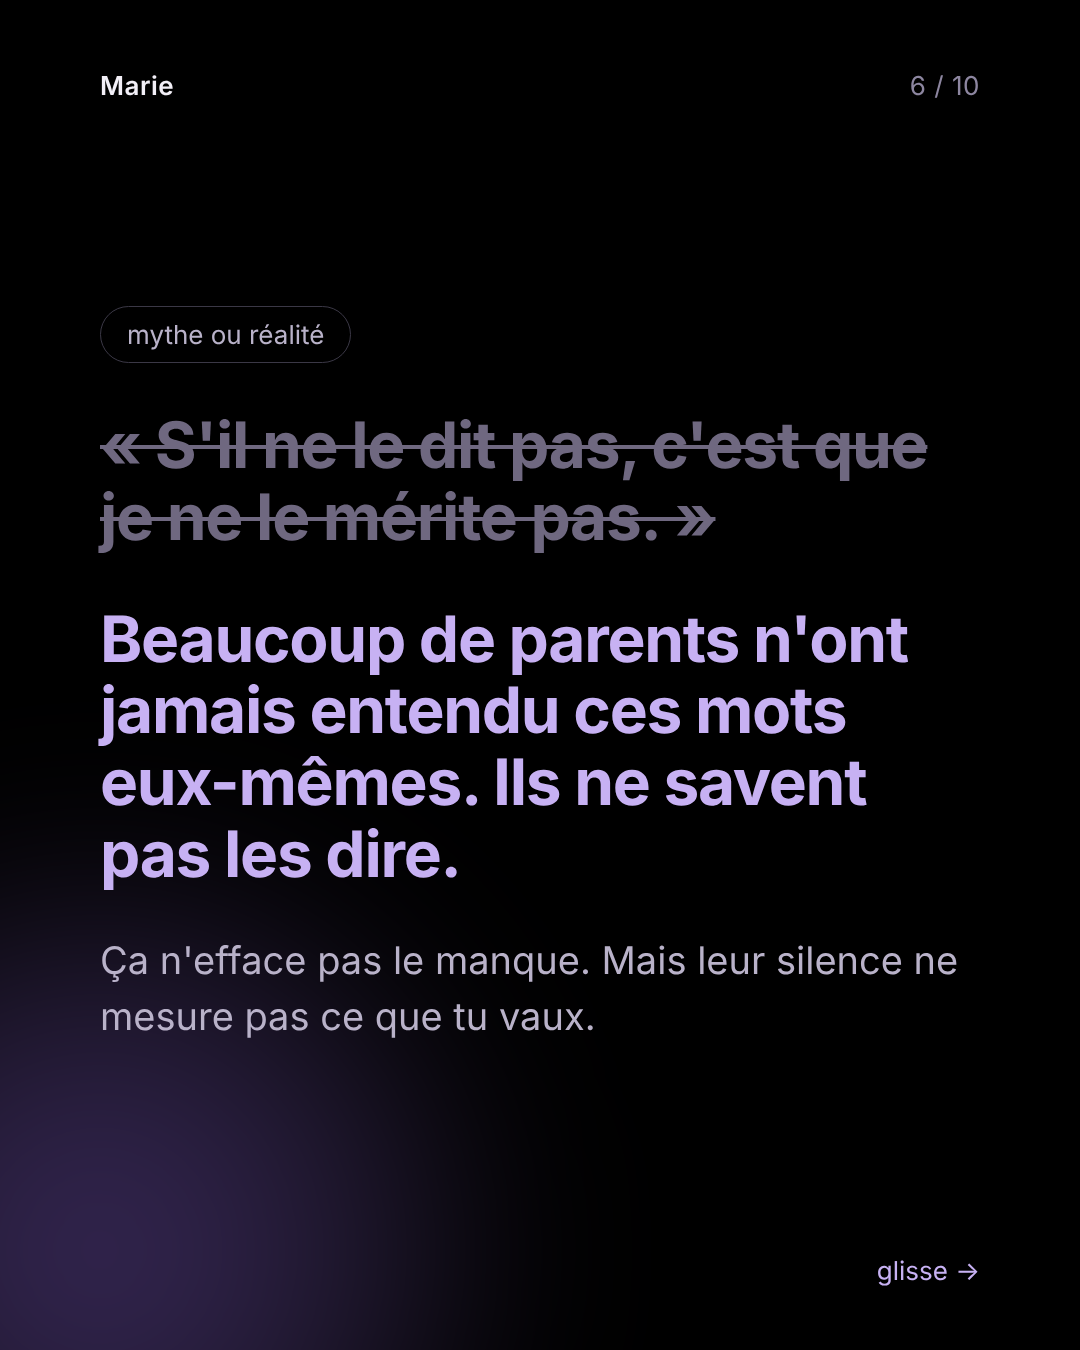 Marie
6 / 10
mythe ou réalité
« S'il ne le dit pas, c'est que
je ne le mérite pas. »
Beaucoup de parents n'ont
jamais entendu ces mots
eux-mêmes. Ils ne savent
pas les dire.
Ça n'efface pas le manque. Mais leur silence ne
mesure pas ce que tu vaux.
glisse →